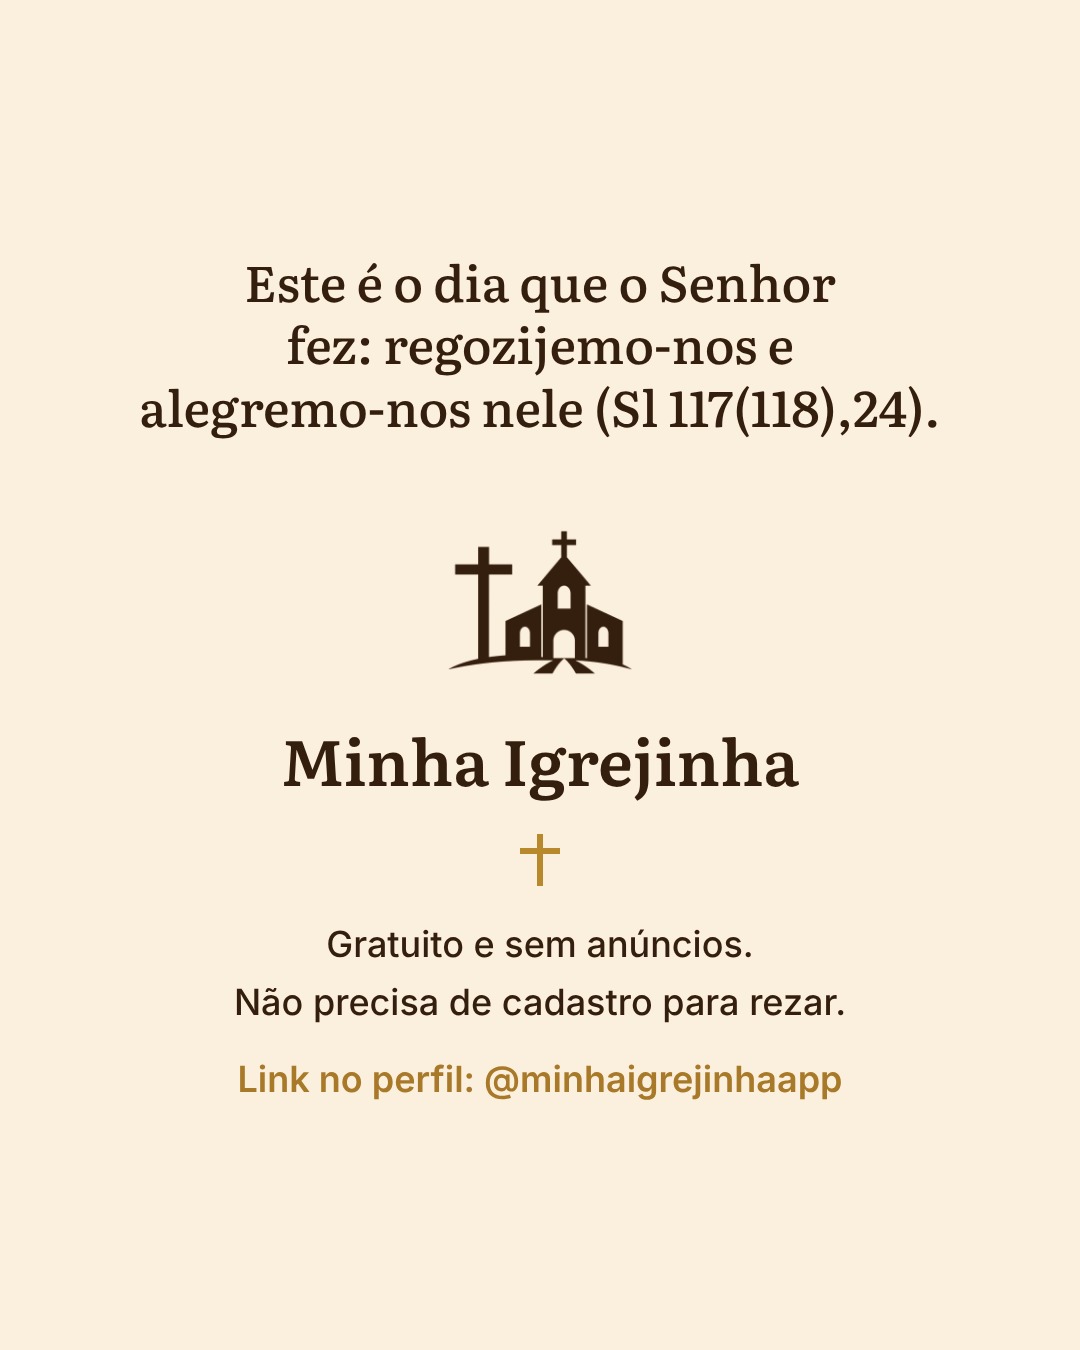 Este é o dia que o Senhor
fez: regozijemo-nos e
alegremo-nos nele (Sl 117(118),24).
Minha Igrejinha
Gratuito e sem anúncios.
Não precisa de cadastro para rezar.
Link no perfil: @minhaigrejinhaapp